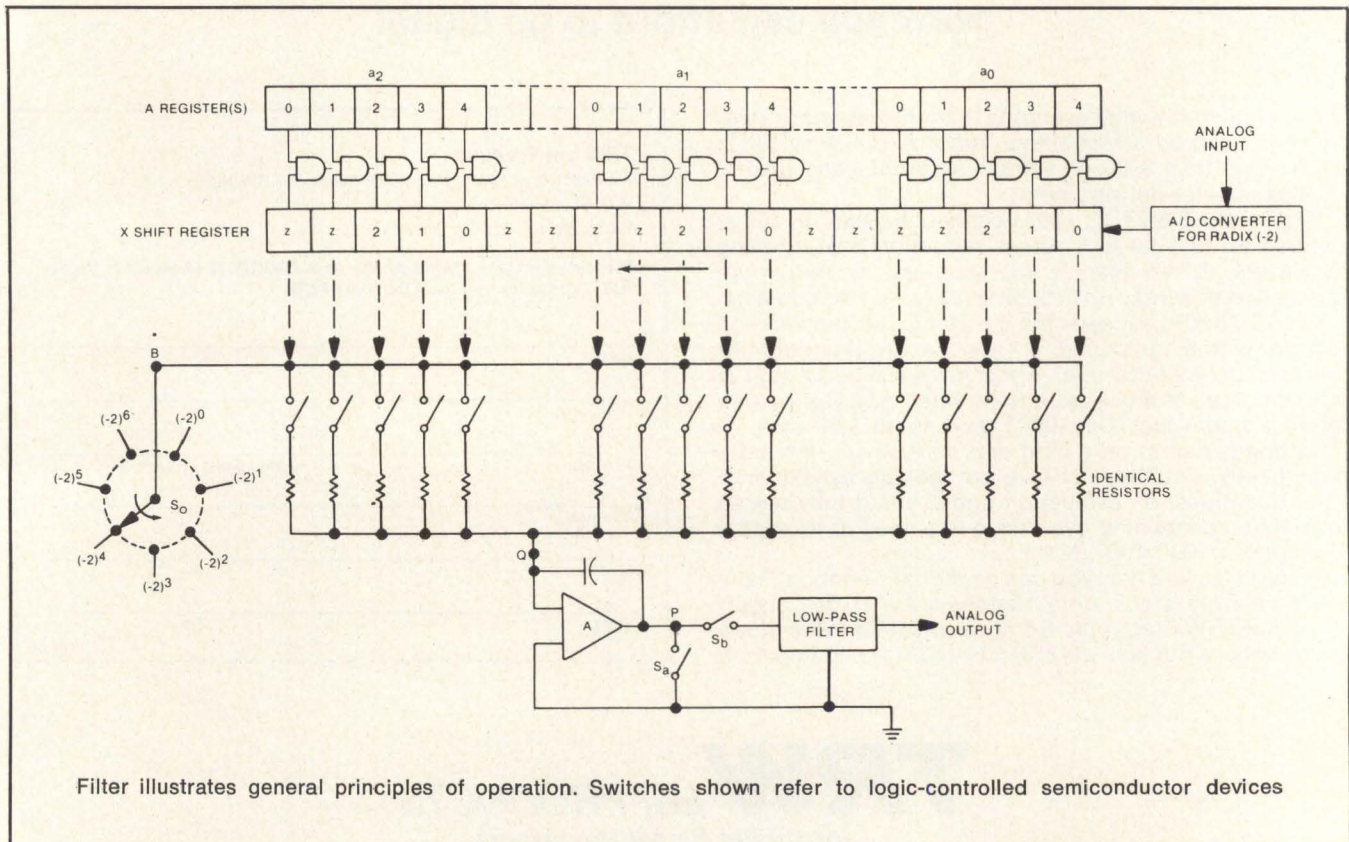 a2 a1 a0
A REGISTER(S) 0 1 2 3 4 0 1 2 3 4 0 1 2 3 4
ANALOG
INPUT
X SHIFT REGISTER z z 2 1 0 z z z 2 1 0 z z z z 2 1 0
A/D CONVERTER
FOR RADIX (-2)
B
(-2)6 (-2)0
(-2)5 (-2)1
So
(-2)4 (-2)2
(-2)3
IDENTICAL
RESISTORS
Q
A
P
Sb
Sa
LOW-PASS
FILTER
ANALOG
OUTPUT
Filter illustrates general principles of operation. Switches shown refer to logic-controlled semiconductor devices